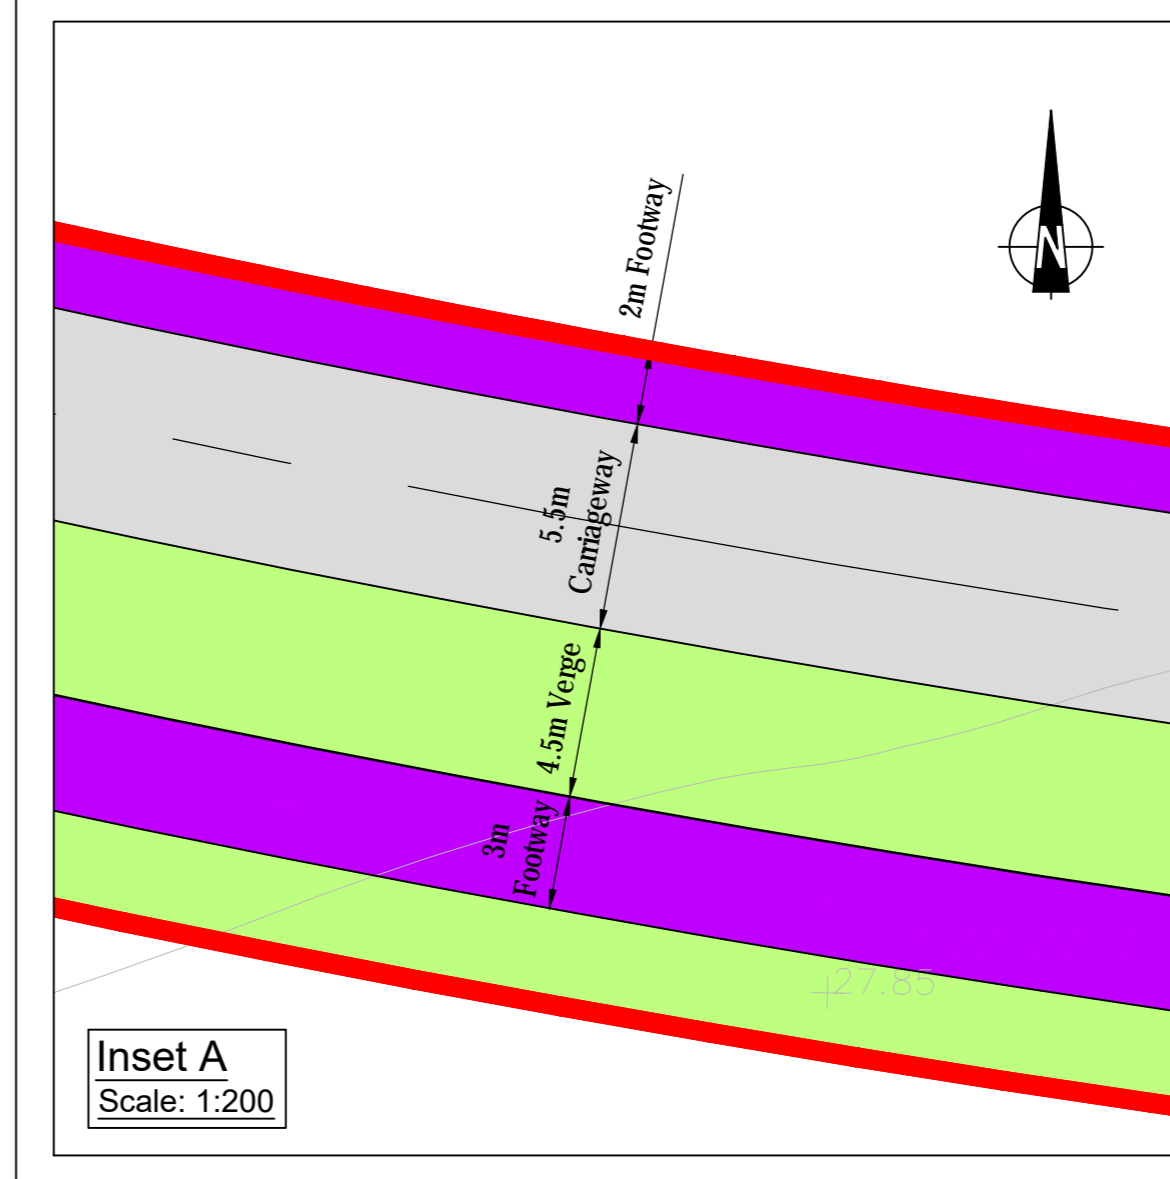 N
2m Footway
5.5m
Carriageway
4.5m Verge
3m
Footway
27.85
Inset A
Scale: 1:200